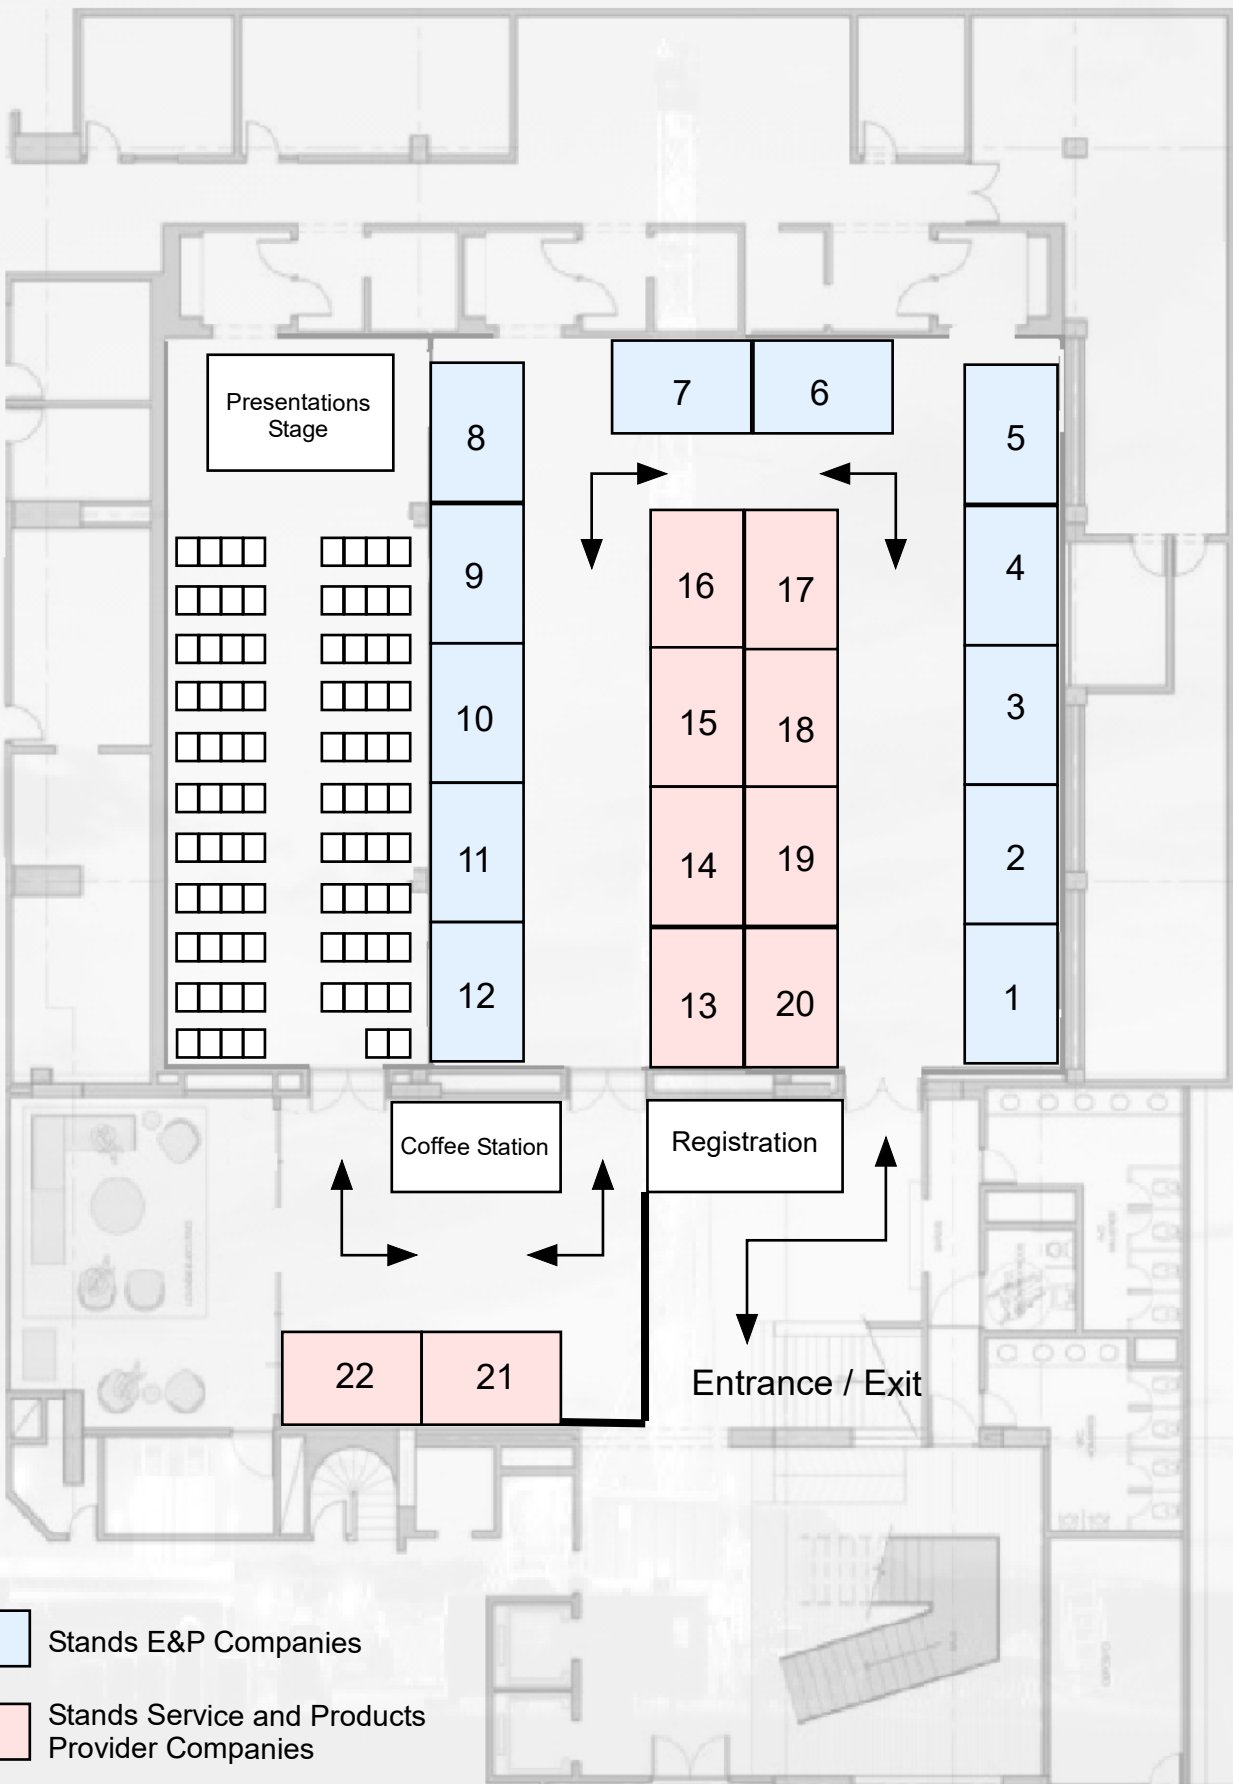 Presentations
Stage
7
6
8
5
9
4
16
17
10
3
15
18
11
2
14
19
12
1
13
20
Coffee Station
Registration
22
21
Entrance / Exit
Stands E&P Companies
Stands Service and Products
Provider Companies